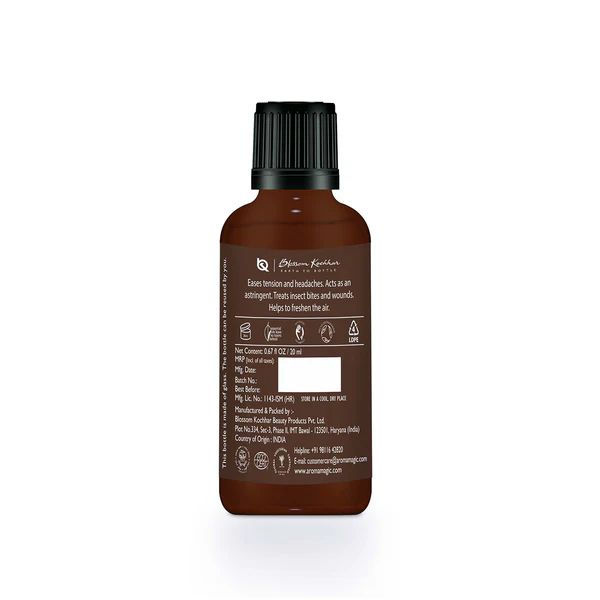 Blossom Kochhar
EARTH TO BOTTLE
Eases tension and headaches. Acts as an
astringent. Treats insect bites and wounds.
Helps to freshen the air.
4
LDPE
Net Content: 0.67 fl OZ / 20 ml
MRP (Incl. of all taxes):
Mfg. Date:
Batch No.:
Best Before:
Mfg. Lic. No.: 1143-ISM (HR) STORE IN A COOL, DRY PLACE
Manufactured & Packed by :-
Blossom Kochhar Beauty Products Pvt. Ltd.
Plot No.334, Sec-3, Phase II, IMT Bawal - 123501, Haryana (India)
Country of Origin : INDIA
Helpline: +91 98116 42820
E-mail: customercare@aromamagic.com
www.aromamagic.com
This bottle is made of glass. The bottle can be reused by you.